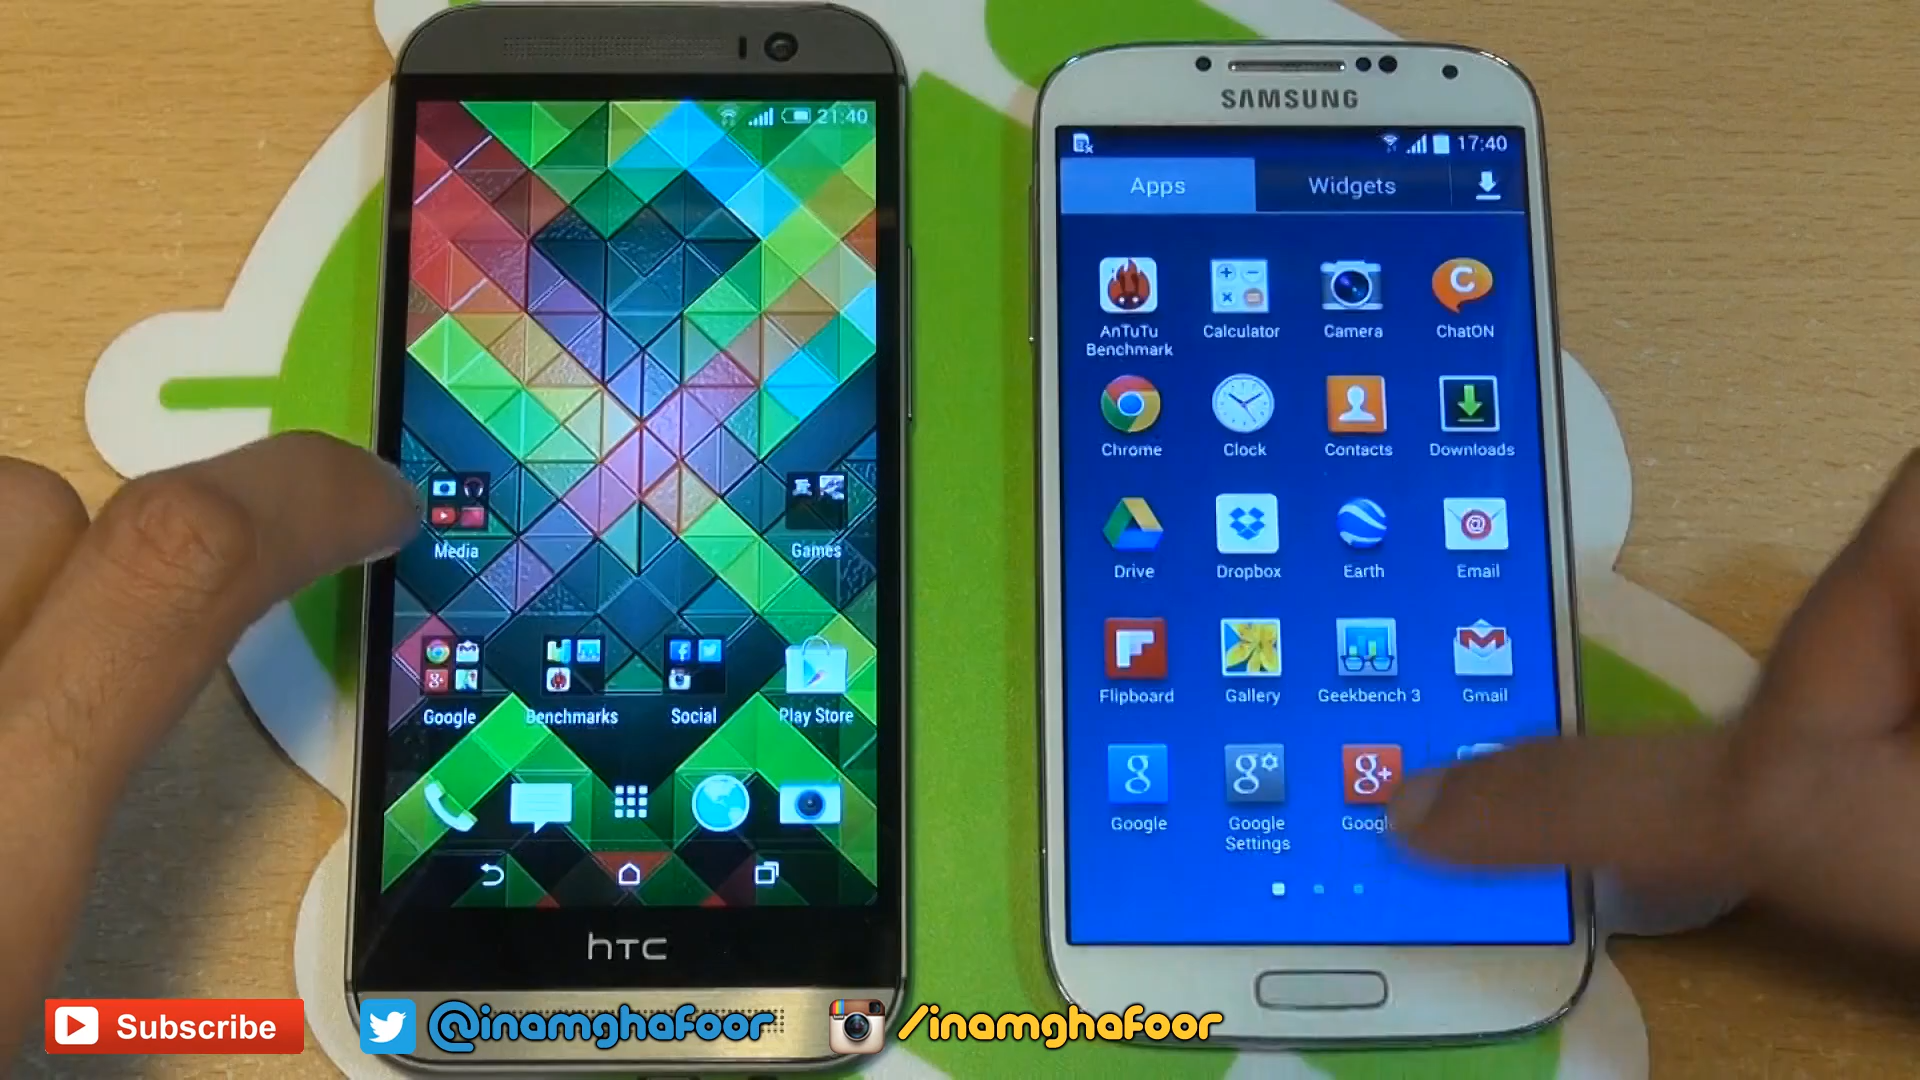 21:40
Media
Games
Google
Benchmarks
Social
Play Store
hTC
SAMSUNG
17:40
Apps
Widgets
AnTuTu
Benchmark
Calculator
Camera
ChatON
Chrome
Clock
Contacts
Downloads
Drive
Dropbox
Earth
Email
Flipboard
Gallery
Geekbench 3
Gmail
Google
Google
Settings
Google
Subscribe
@inamghafoor
/inamghafoor